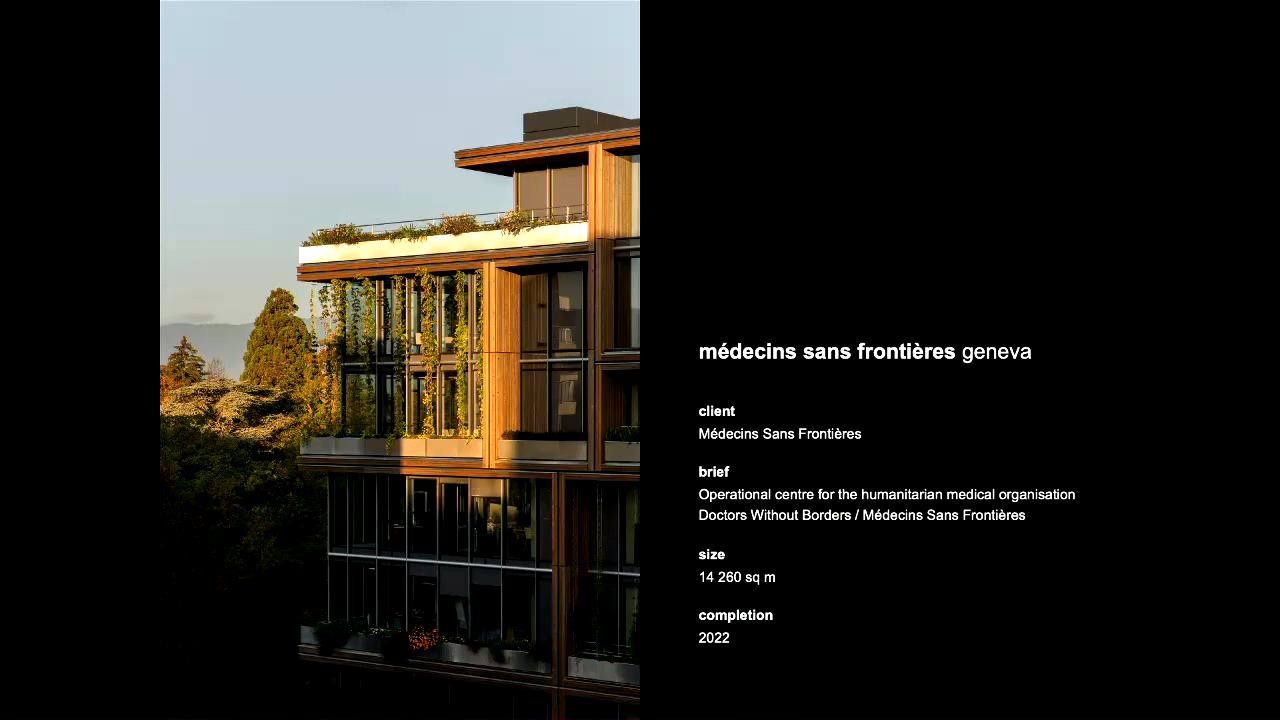 médecins sans frontières geneva
client
Médecins Sans Frontières
brief
Operational centre for the humanitarian medical organisation
Doctors Without Borders / Médecins Sans Frontières
size
14 260 sq m
completion
2022